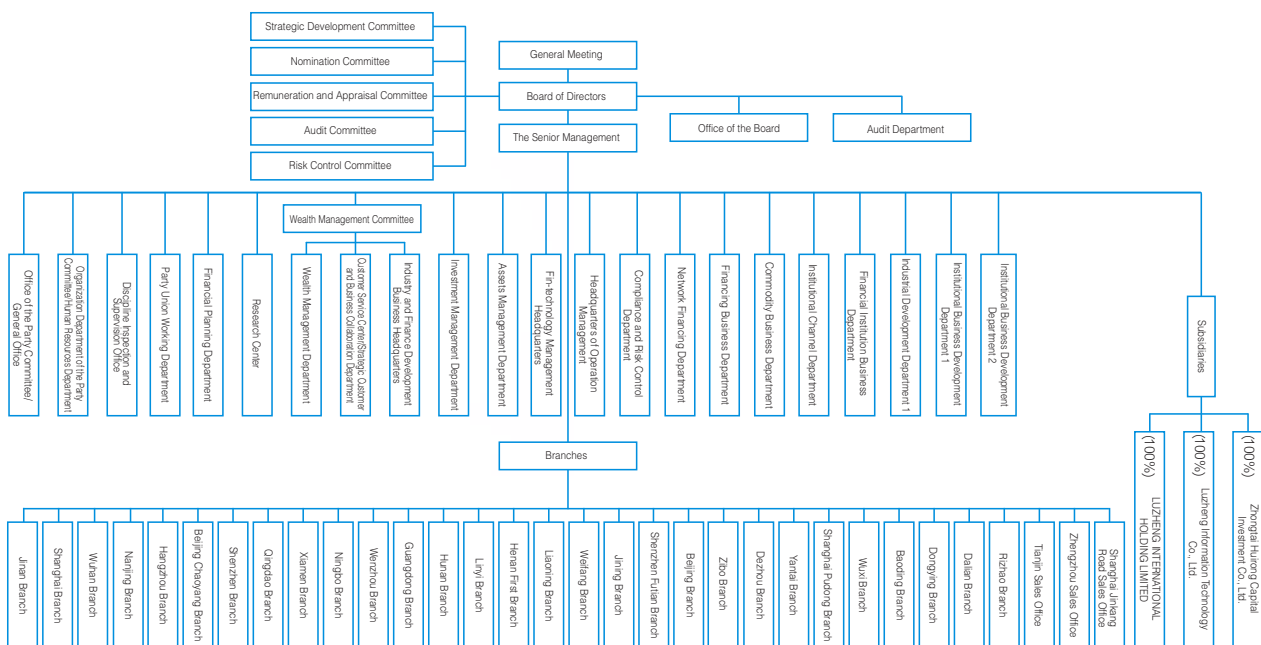 Strategic Development Committee
Nomination Committee
Remuneration and Appraisal Committee
Audit Committee
Risk Control Committee
General Meeting
Board of Directors
The Senior Management
Office of the Board
Audit Department
Wealth Management Committee
Office of the Party Committee/
General Office
Organization Department of the Party
Committee/Human Resources Department
Discipline Inspection and
Supervision Office
Party Union Working Department
Financial Planning Department
Research Center
Wealth Management Department
Customer Service Center/Strategic Customer
and Business Collaboration Department
Industry and Finance Development
Business Headquarters
Investment Management Department
Assets Management Department
Fin-technology Management
Headquarters
Headquarters of Operation
Management
Compliance and Risk Control
Department
Network Financing Department
Financing Business Department
Commodity Business Department
Institutional Channel Department
Financial Institution Business
Department
Industrial Development Department 1
Institutional Business Development
Department 1
Institutional Business Development
Department 2
Subsidiaries
(100%)
LUZHENG INTERNATIONAL
HOLDING LIMITED
(100%)
Luzheng Information Technology
Co., Ltd.
(100%)
Zhongtai Huirong Capital
Investment Co., Ltd.
Branches
Jinan Branch
Shanghai Branch
Wuhan Branch
Nanjing Branch
Hangzhou Branch
Beijing Chaoyang Branch
Shenzhen Branch
Qingdao Branch
Xiamen Branch
Ningbo Branch
Wenzhou Branch
Guangdong Branch
Hunan Branch
Linyi Branch
Henan First Branch
Liaoning Branch
Weifang Branch
Jining Branch
Shenzhen Futian Branch
Beijing Branch
Zibo Branch
Dezhou Branch
Yantai Branch
Shanghai Pudong Branch
Wuxi Branch
Baoding Branch
Dongying Branch
Dalian Branch
Rizhao Branch
Tianjin Sales Office
Zhengzhou Sales Office
Shanghai Jinkang
Road Sales Office